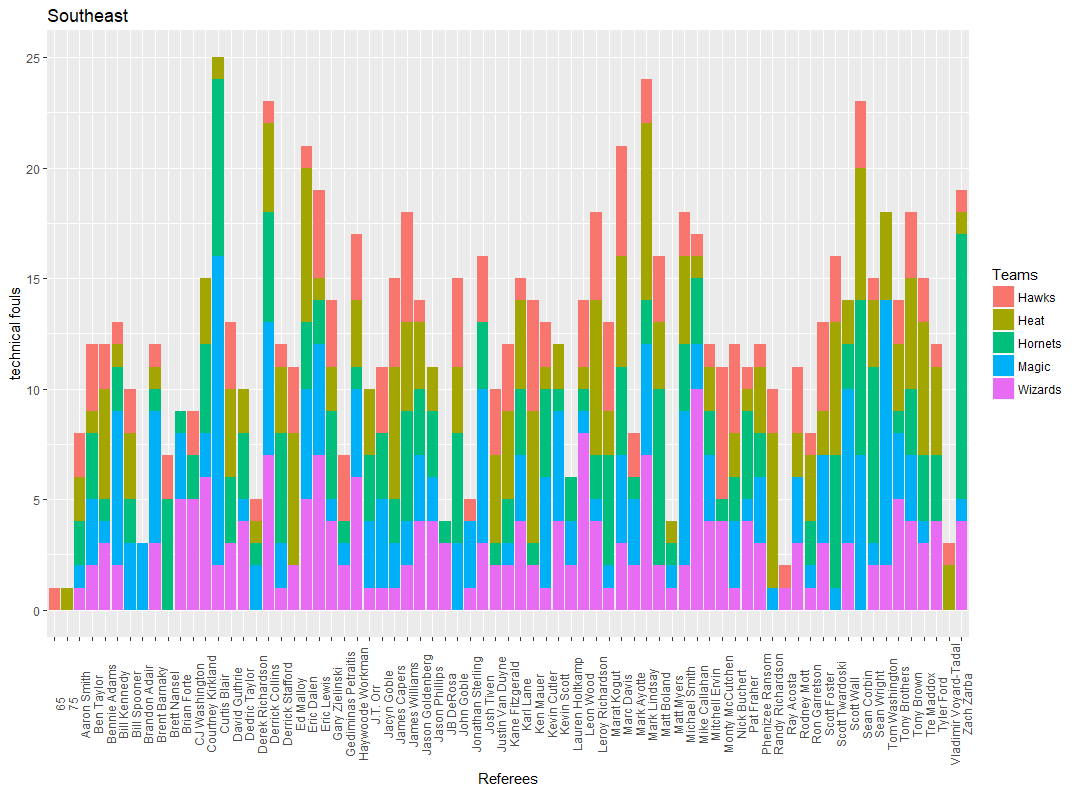 Southeast
25
20
15
10
5
0
technical fouls
65
75
Aaron Smith
Ben Taylor
Bennie Adams
Bill Kennedy
Bill Spooner
Brandon Adair
Brent Barnaky
Brett Nansel
Brian Forte
CJ Washington
Courtney Kirkland
Curtis Blair
David Guthrie
Dedric Taylor
Derek Richardson
Derrick Collins
Derrick Stafford
Ed Malloy
Eric Dalen
Eric Lewis
Gary Zielinski
Gediminas Petraitis
Haywoode Workman
J.T. Orr
Jacyn Goble
James Capers
James Williams
Jason Goldenberg
Jason Phillips
JB DeRosa
John Goble
Jonathan Sterling
Josh Tiven
Justin Van Duyne
Kane Fitzgerald
Karl Lane
Ken Mauer
Kevin Cutler
Kevin Scott
Lauren Holtkamp
Leon Wood
Leroy Richardson
Marat Kogut
Marc Davis
Mark Ayotte
Mark Lindsay
Matt Boland
Matt Myers
Michael Smith
Mike Callahan
Mitchell Ervin
Monty McCutchen
Nick Buchert
Pat Fraher
Phenizee Ransom
Randy Richardson
Ray Acosta
Rodney Mott
Ron Garretson
Scott Foster
Scott Twardoski
Scott Wall
Sean Corbin
Sean Wright
Tom Washington
Tony Brothers
Tony Brown
Tre Maddox
Tyler Ford
Vladimir Voyard-Tadal
Zach Zarba
Referees
Teams
Hawks
Heat
Hornets
Magic
Wizards